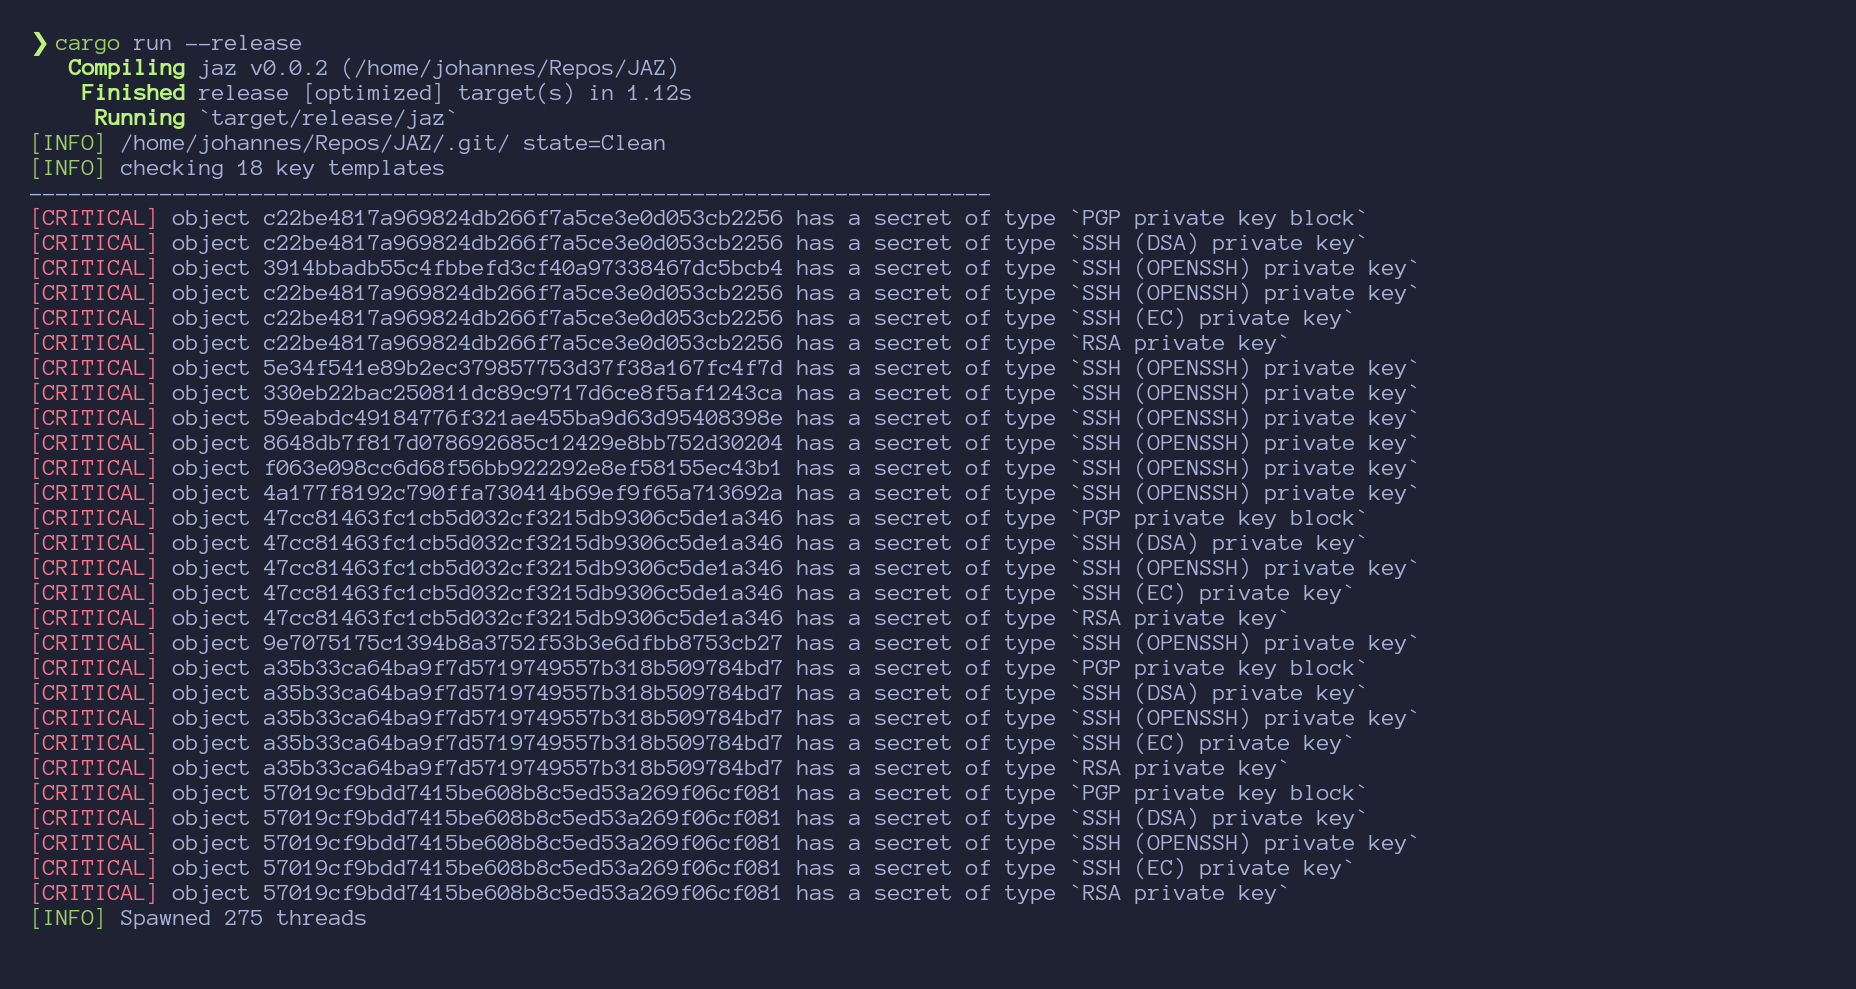 ❯ cargo run --release
   Compiling jaz v0.0.2 (/home/johannes/Repos/JAZ)
    Finished release [optimized] target(s) in 1.12s
     Running `target/release/jaz`
[INFO] /home/johannes/Repos/JAZ/.git/ state=Clean
[INFO] checking 18 key templates
--------------------------------------------------------------------------
[CRITICAL] object c22be4817a969824db266f7a5ce3e0d053cb2256 has a secret of type `PGP private key block`
[CRITICAL] object c22be4817a969824db266f7a5ce3e0d053cb2256 has a secret of type `SSH (DSA) private key`
[CRITICAL] object 3914bbadb55c4fbbefd3cf40a97338467dc5bcb4 has a secret of type `SSH (OPENSSH) private key`
[CRITICAL] object c22be4817a969824db266f7a5ce3e0d053cb2256 has a secret of type `SSH (OPENSSH) private key`
[CRITICAL] object c22be4817a969824db266f7a5ce3e0d053cb2256 has a secret of type `SSH (EC) private key`
[CRITICAL] object c22be4817a969824db266f7a5ce3e0d053cb2256 has a secret of type `RSA private key`
[CRITICAL] object 5e34f541e89b2ec379857753d37f38a167fc4f7d has a secret of type `SSH (OPENSSH) private key`
[CRITICAL] object 330eb22bac250811dc89c9717d6ce8f5af1243ca has a secret of type `SSH (OPENSSH) private key`
[CRITICAL] object 59eabdc49184776f321ae455ba9d63d95408398e has a secret of type `SSH (OPENSSH) private key`
[CRITICAL] object 8648db7f817d078692685c12429e8bb752d30204 has a secret of type `SSH (OPENSSH) private key`
[CRITICAL] object f063e098cc6d68f56bb922292e8ef58155ec43b1 has a secret of type `SSH (OPENSSH) private key`
[CRITICAL] object 4a177f8192c790ffa730414b69ef9f65a713692a has a secret of type `SSH (OPENSSH) private key`
[CRITICAL] object 47cc81463fc1cb5d032cf3215db9306c5de1a346 has a secret of type `PGP private key block`
[CRITICAL] object 47cc81463fc1cb5d032cf3215db9306c5de1a346 has a secret of type `SSH (DSA) private key`
[CRITICAL] object 47cc81463fc1cb5d032cf3215db9306c5de1a346 has a secret of type `SSH (OPENSSH) private key`
[CRITICAL] object 47cc81463fc1cb5d032cf3215db9306c5de1a346 has a secret of type `SSH (EC) private key`
[CRITICAL] object 47cc81463fc1cb5d032cf3215db9306c5de1a346 has a secret of type `RSA private key`
[CRITICAL] object 9e7075175c1394b8a3752f53b3e6dfbb8753cb27 has a secret of type `SSH (OPENSSH) private key`
[CRITICAL] object a35b33ca64ba9f7d5719749557b318b509784bd7 has a secret of type `PGP private key block`
[CRITICAL] object a35b33ca64ba9f7d5719749557b318b509784bd7 has a secret of type `SSH (DSA) private key`
[CRITICAL] object a35b33ca64ba9f7d5719749557b318b509784bd7 has a secret of type `SSH (OPENSSH) private key`
[CRITICAL] object a35b33ca64ba9f7d5719749557b318b509784bd7 has a secret of type `SSH (EC) private key`
[CRITICAL] object a35b33ca64ba9f7d5719749557b318b509784bd7 has a secret of type `RSA private key`
[CRITICAL] object 57019cf9bdd7415be608b8c5ed53a269f06cf081 has a secret of type `PGP private key block`
[CRITICAL] object 57019cf9bdd7415be608b8c5ed53a269f06cf081 has a secret of type `SSH (DSA) private key`
[CRITICAL] object 57019cf9bdd7415be608b8c5ed53a269f06cf081 has a secret of type `SSH (OPENSSH) private key`
[CRITICAL] object 57019cf9bdd7415be608b8c5ed53a269f06cf081 has a secret of type `SSH (EC) private key`
[CRITICAL] object 57019cf9bdd7415be608b8c5ed53a269f06cf081 has a secret of type `RSA private key`
[INFO] Spawned 275 threads